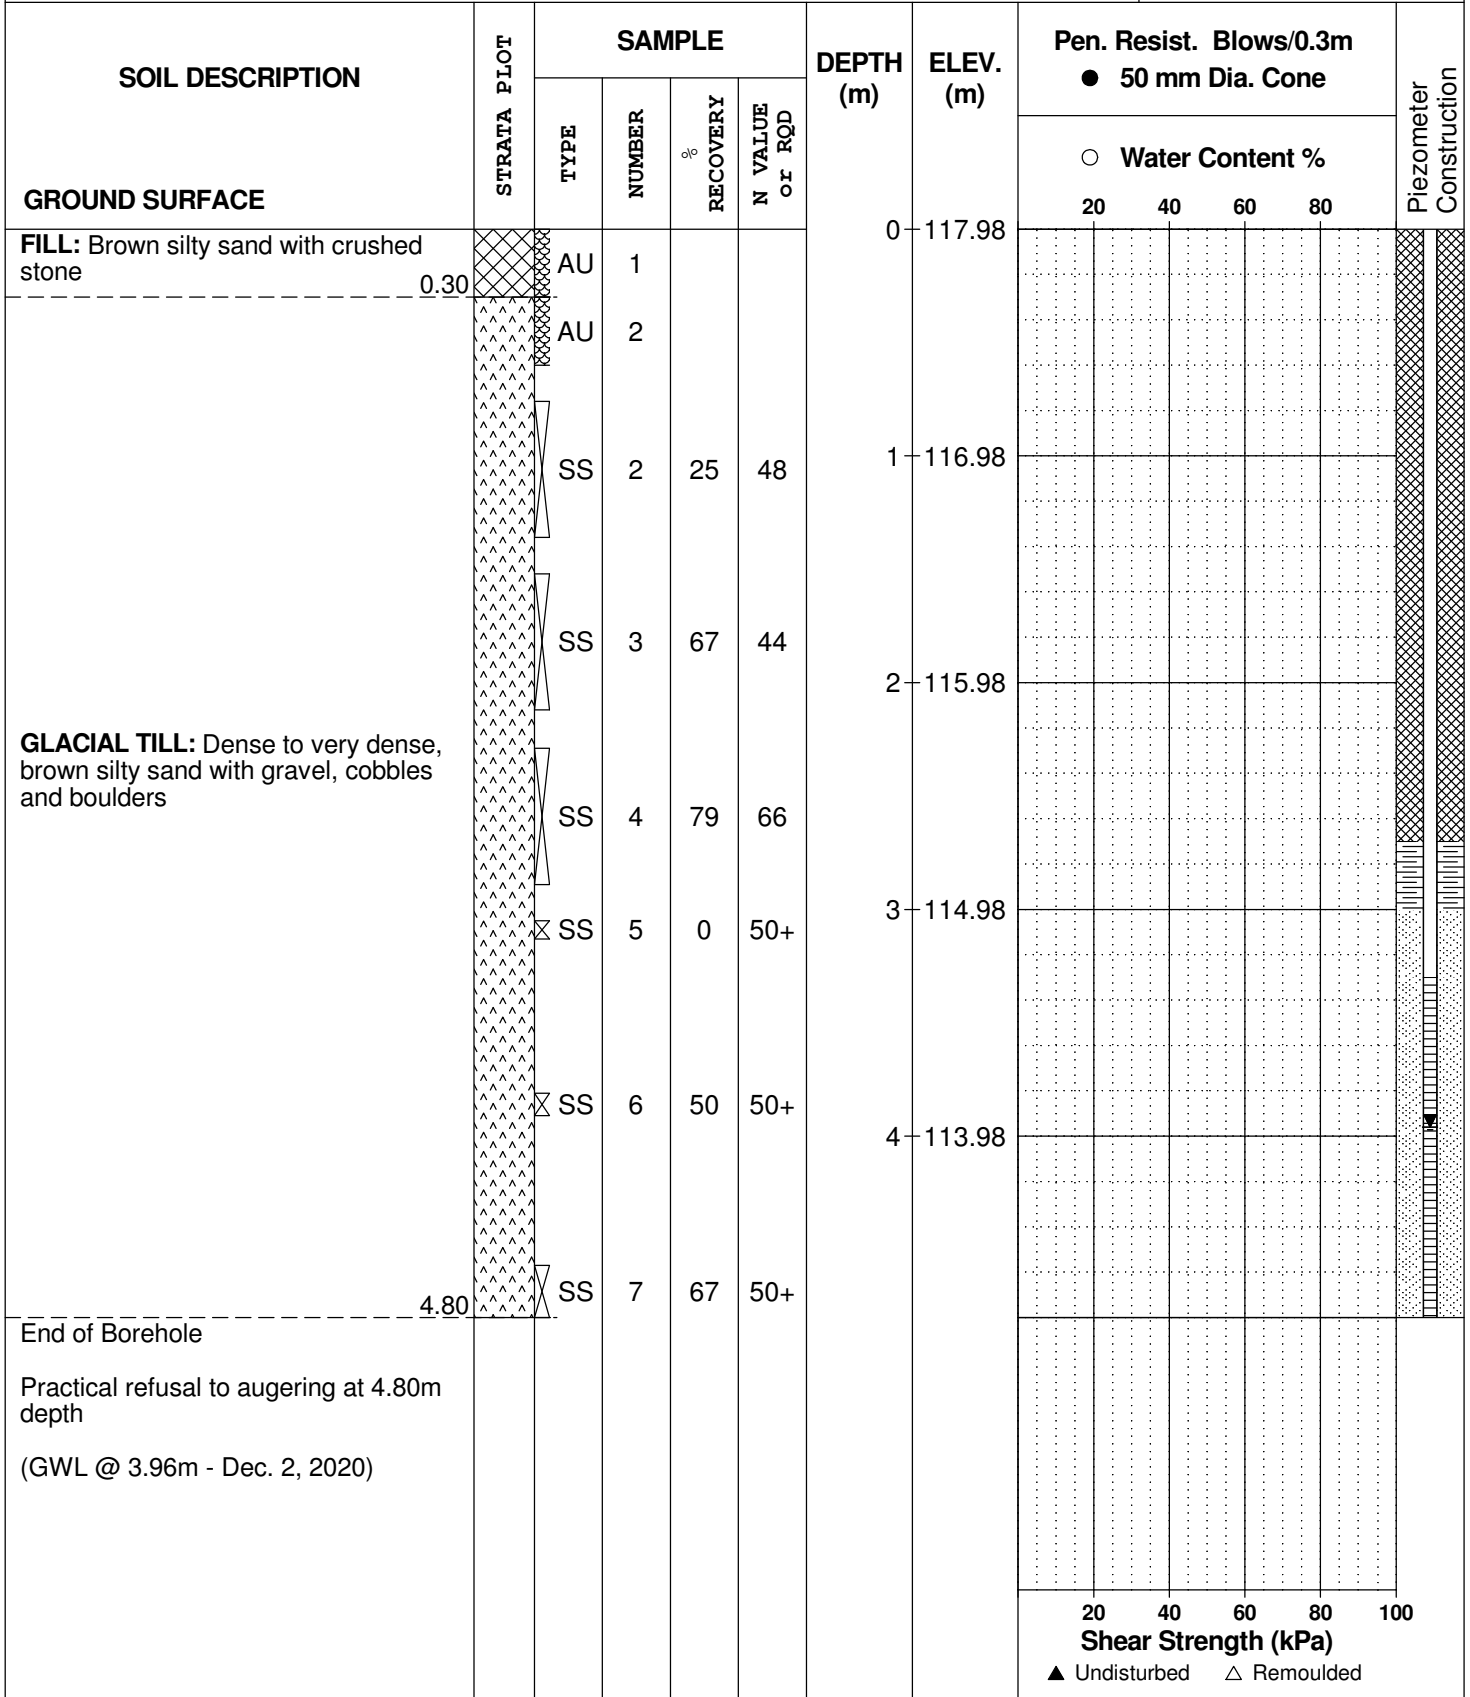 SOIL DESCRIPTION
GROUND SURFACE
STRATA PLOT
SAMPLE
TYPE
NUMBER
%
RECOVERY
N VALUE
or RQD
DEPTH
(m)
ELEV.
(m)
Pen. Resist. Blows/0.3m
● 50 mm Dia. Cone
○ Water Content %
20 40 60 80
Piezometer
Construction
FILL: Brown silty sand with crushed
stone
0.30
AU 1
AU 2
SS 2 25 48
SS 3 67 44
GLACIAL TILL: Dense to very dense,
brown silty sand with gravel, cobbles
and boulders
SS 4 79 66
SS 5 0 50+
SS 6 50 50+
SS 7 67 50+
4.80
0 117.98
1 116.98
2 115.98
3 114.98
4 113.98
End of Borehole
Practical refusal to augering at 4.80m
depth
(GWL @ 3.96m - Dec. 2, 2020)
20 40 60 80 100
Shear Strength (kPa)
▲ Undisturbed △ Remoulded